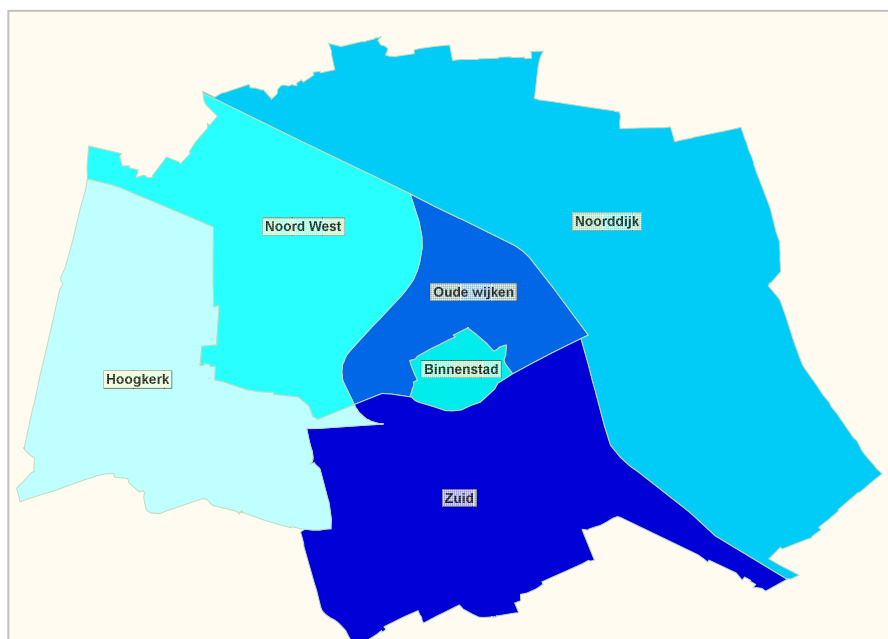 Noorddijk
Noord West
Oude wijken
Binnenstad
Hoogkerk
Zuid